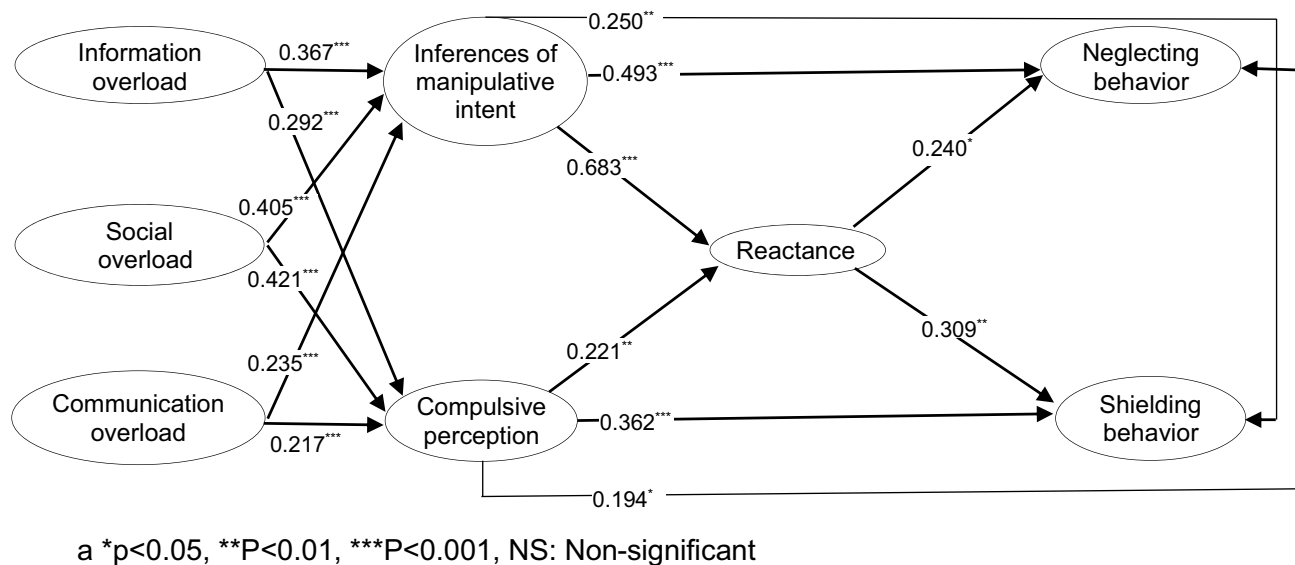 0.250**
Information
overload
0.367***
Inferences of
manipulative
intent
0.493***
Neglecting
behavior
0.292***
0.683***
0.240*
0.405***
Social
overload
Reactance
0.421***
0.235***
0.221**
0.309**
Communication
overload
0.217***
Compulsive
perception
0.362***
Shielding
behavior
0.194*
a *p<0.05, **P<0.01, ***P<0.001, NS: Non-significant